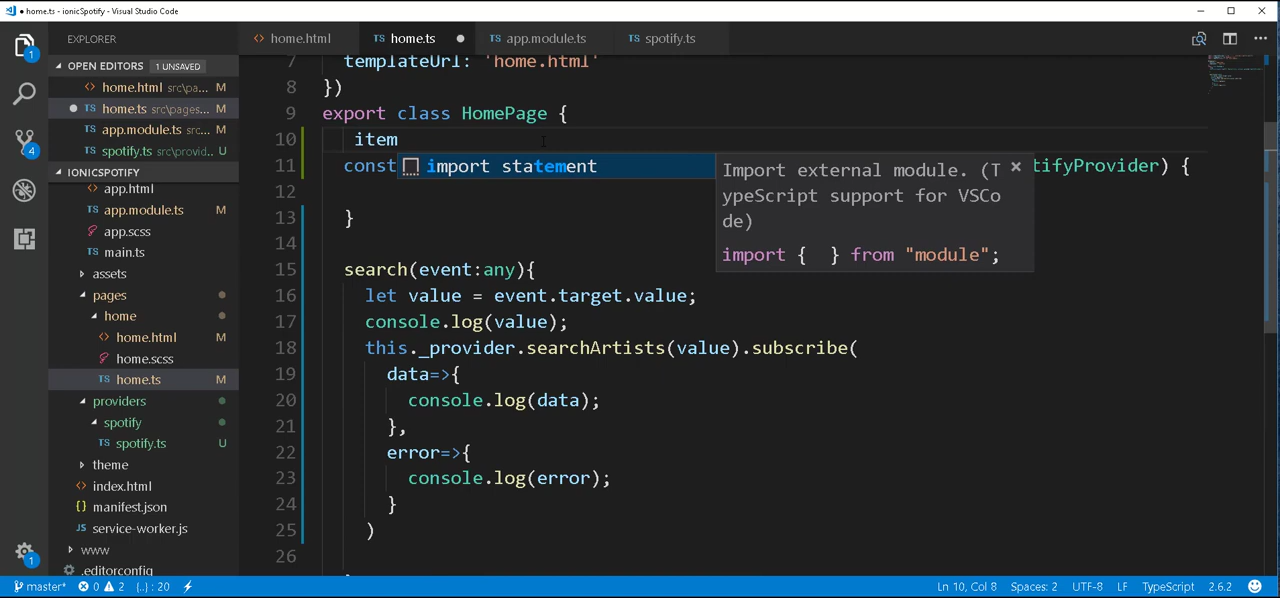 ● home.ts - ionicSpotify - Visual Studio Code
EXPLORER
OPEN EDITORS 1 UNSAVED
home.html src\pa... M
home.ts src\pages... M
app.module.ts src... M
spotify.ts src\provid... U
IONICSPOTIFY
app.html
app.module.ts M
app.scss
main.ts
assets
pages
home
home.html M
home.scss
home.ts M
providers
spotify
spotify.ts U
theme
index.html
manifest.json
service-worker.js
www
.editorconfig
home.html home.ts app.module.ts spotify.ts
7 templateUrl: 'home.html'
8 })
9 export class HomePage {
10 item
11 const tifyProvider) {
import statement
Import external module. (T
ypeScript support for VSCo
de)
import { } from "module";
12
13 }
14
15 search(event:any){
16 let value = event.target.value;
17 console.log(value);
18 this._provider.searchArtists(value).subscribe(
19 data=>{
20 console.log(data);
21 },
22 error=>{
23 console.log(error);
24 }
25 )
26
1
4
1
master* 0 2 {..} : 20 Ln 10, Col 8 Spaces: 2 UTF-8 LF TypeScript 2.6.2